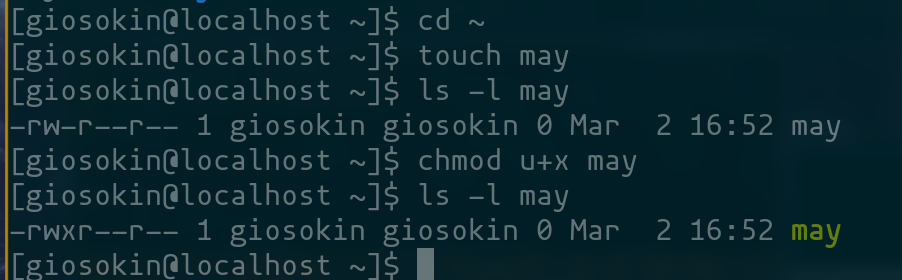 [giosokin@localhost ~]$ cd ~
[giosokin@localhost ~]$ touch may
[giosokin@localhost ~]$ ls -l may
-rw-r--r-- 1 giosokin giosokin 0 Mar  2 16:52 may
[giosokin@localhost ~]$ chmod u+x may
[giosokin@localhost ~]$ ls -l may
-rwxr--r-- 1 giosokin giosokin 0 Mar  2 16:52 may
[giosokin@localhost ~]$